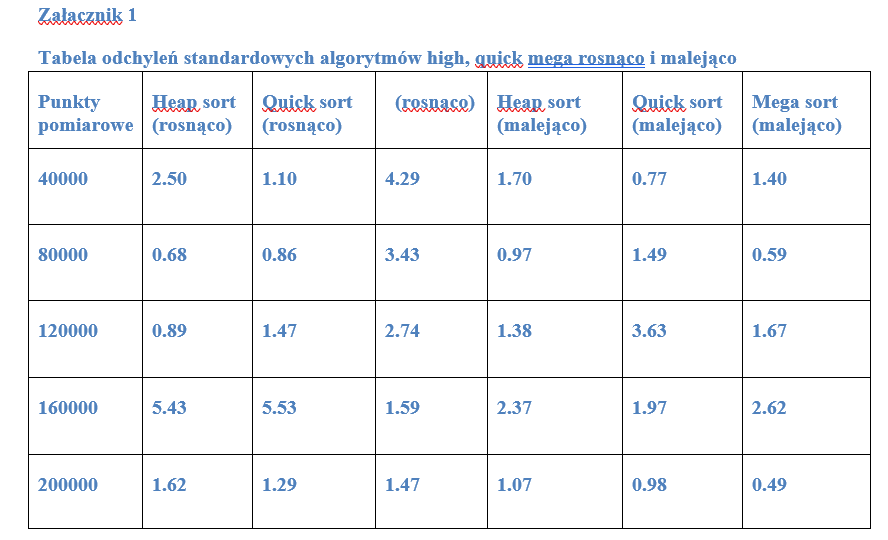 Załacznik 1
Tabela odchyleń standardowych algorytmów high, quick mega rosnąco i malejąco
Punkty pomiarowe Heap sort (rosnąco) Quick sort (rosnąco) (rosnąco) Heap sort (malejąco) Quick sort (malejąco) Mega sort (malejąco)
40000 2.50 1.10 4.29 1.70 0.77 1.40
80000 0.68 0.86 3.43 0.97 1.49 0.59
120000 0.89 1.47 2.74 1.38 3.63 1.67
160000 5.43 5.53 1.59 2.37 1.97 2.62
200000 1.62 1.29 1.47 1.07 0.98 0.49